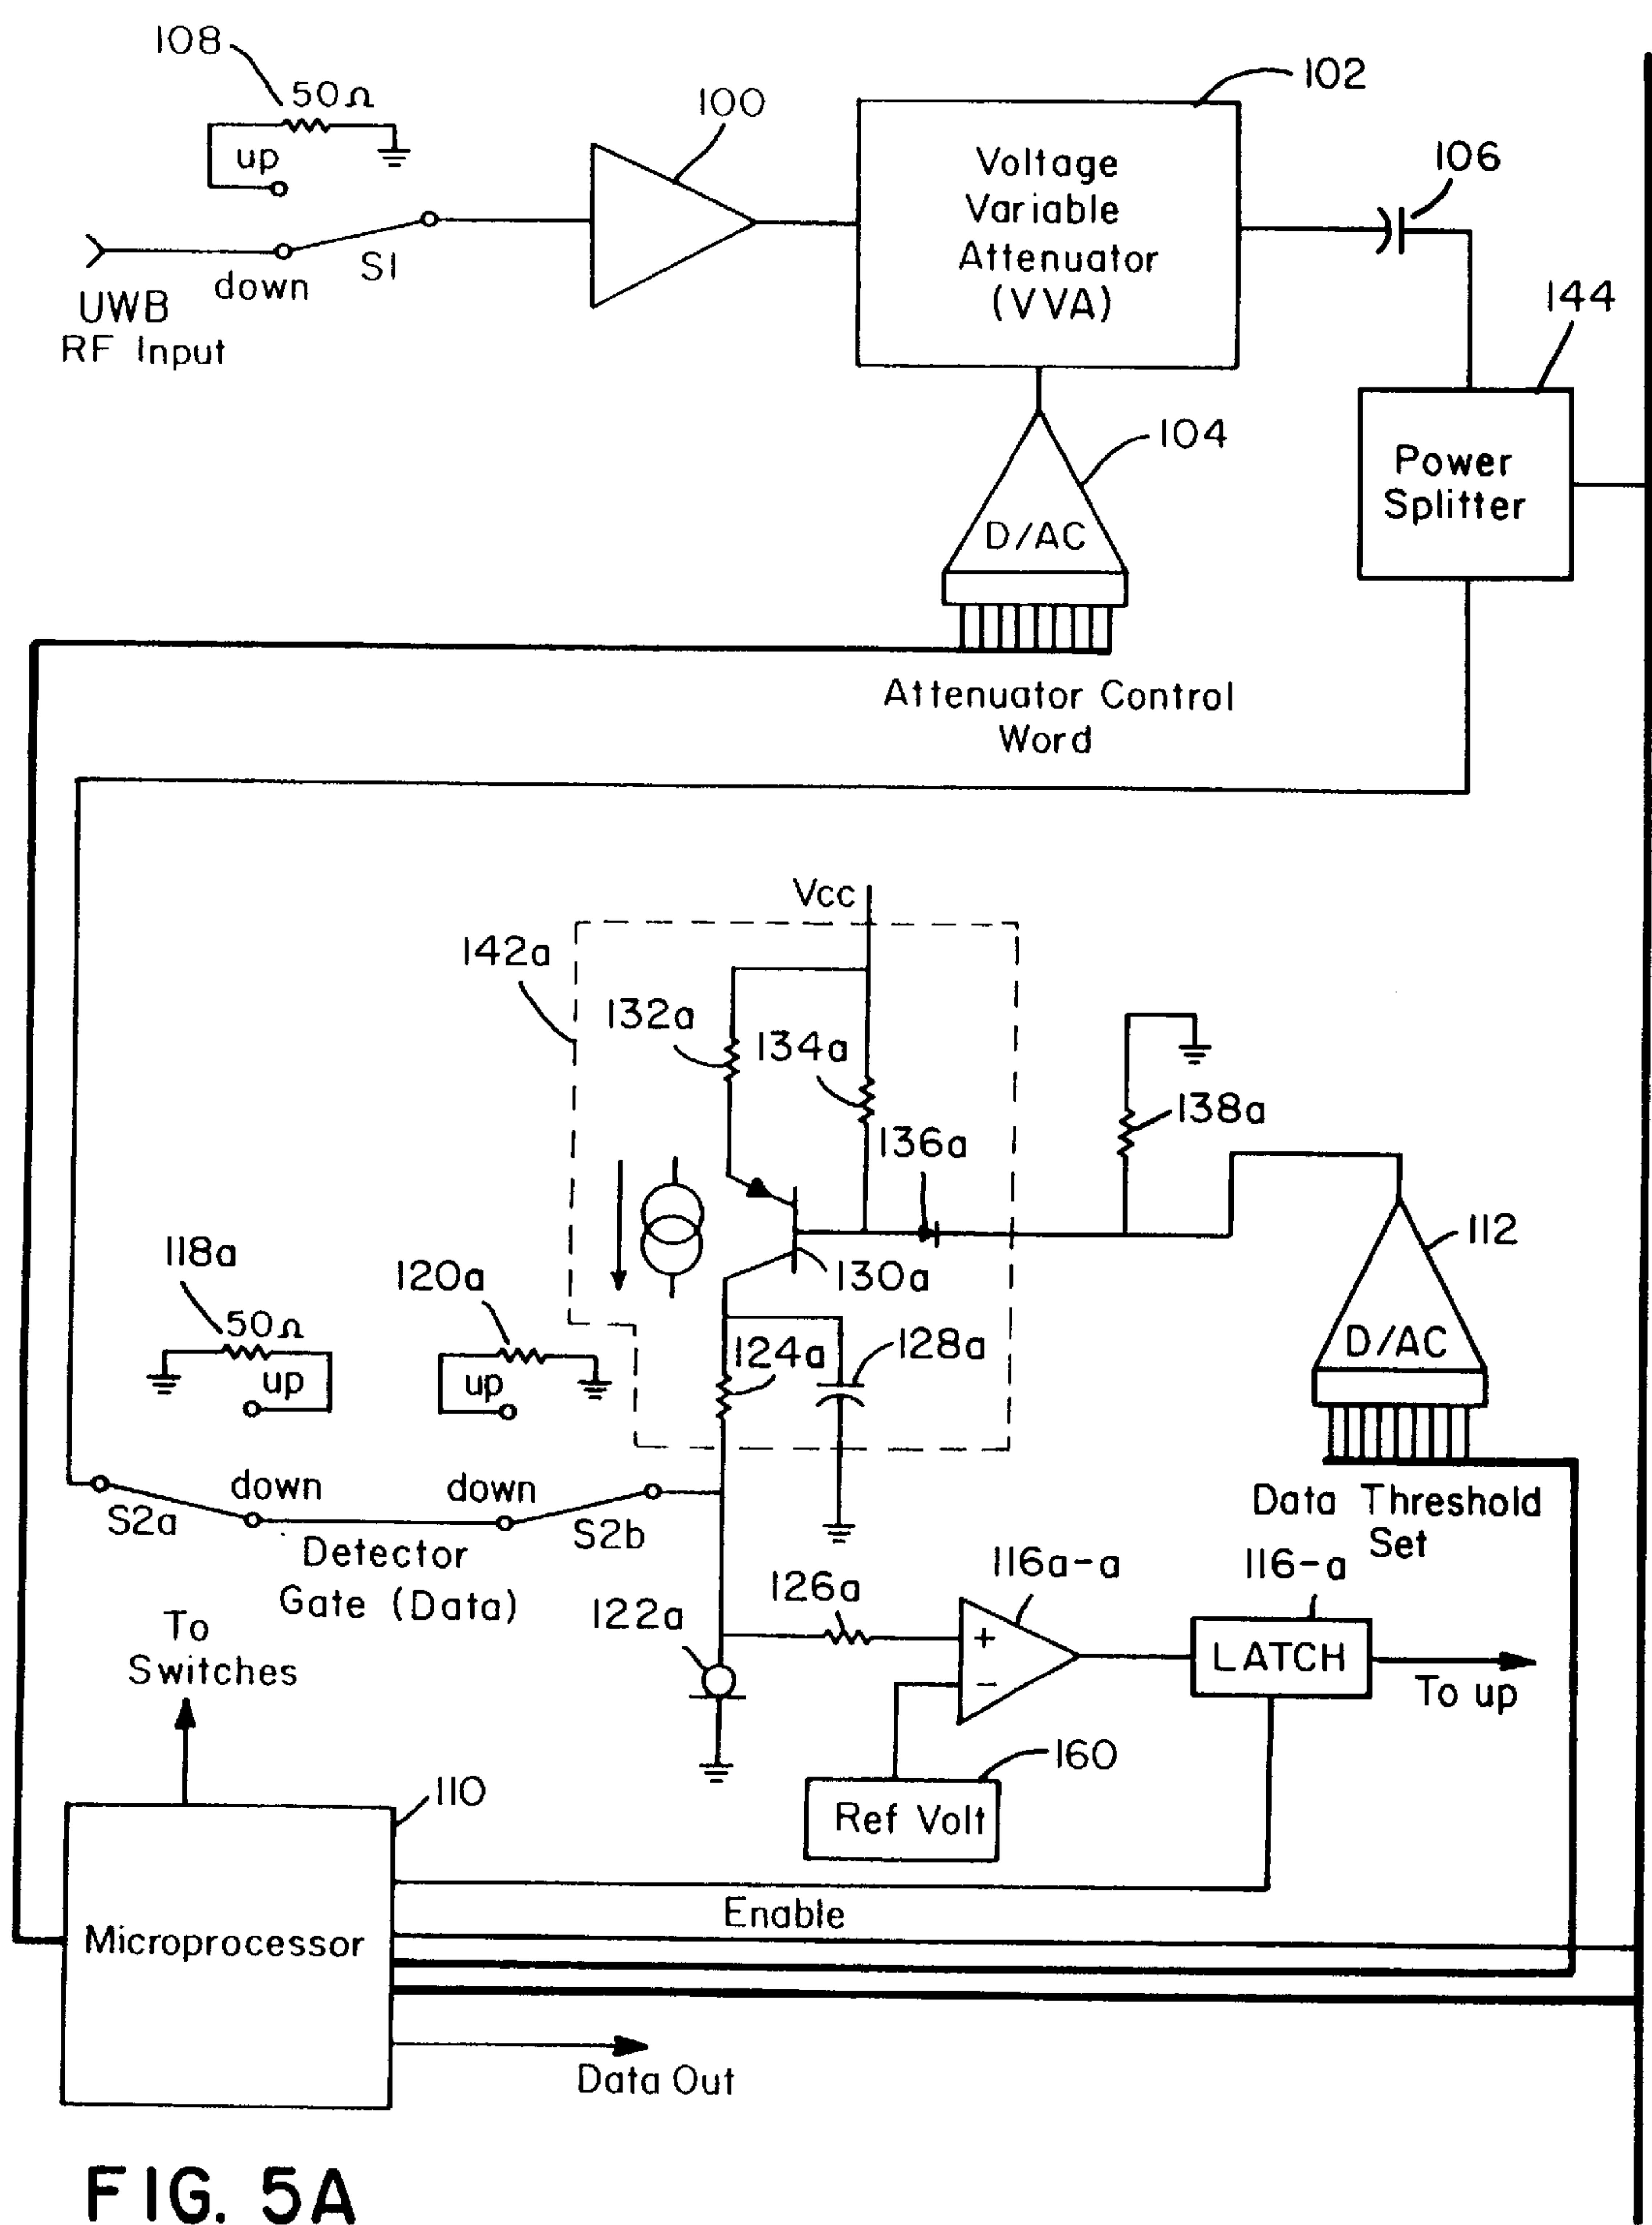 108
50Ω
up
100
102
Voltage
Variable
Attenuator
(VVA)
106
S1
down
UWB
RF Input
144
104
D/AC
Power
Splitter
Attenuator Control
Word
Vcc
142a
132a
134a
136a
138a
130a
112
118a
50Ω
up
120a
up
124a
128a
D/AC
S2a
down
down
S2b
Detector
Gate (Data)
Data Threshold
Set
To
Switches
122a
126a
116a-a
+
−
116-a
LATCH
To up
160
Ref Volt
110
Enable
Microprocessor
Data Out
FIG. 5A